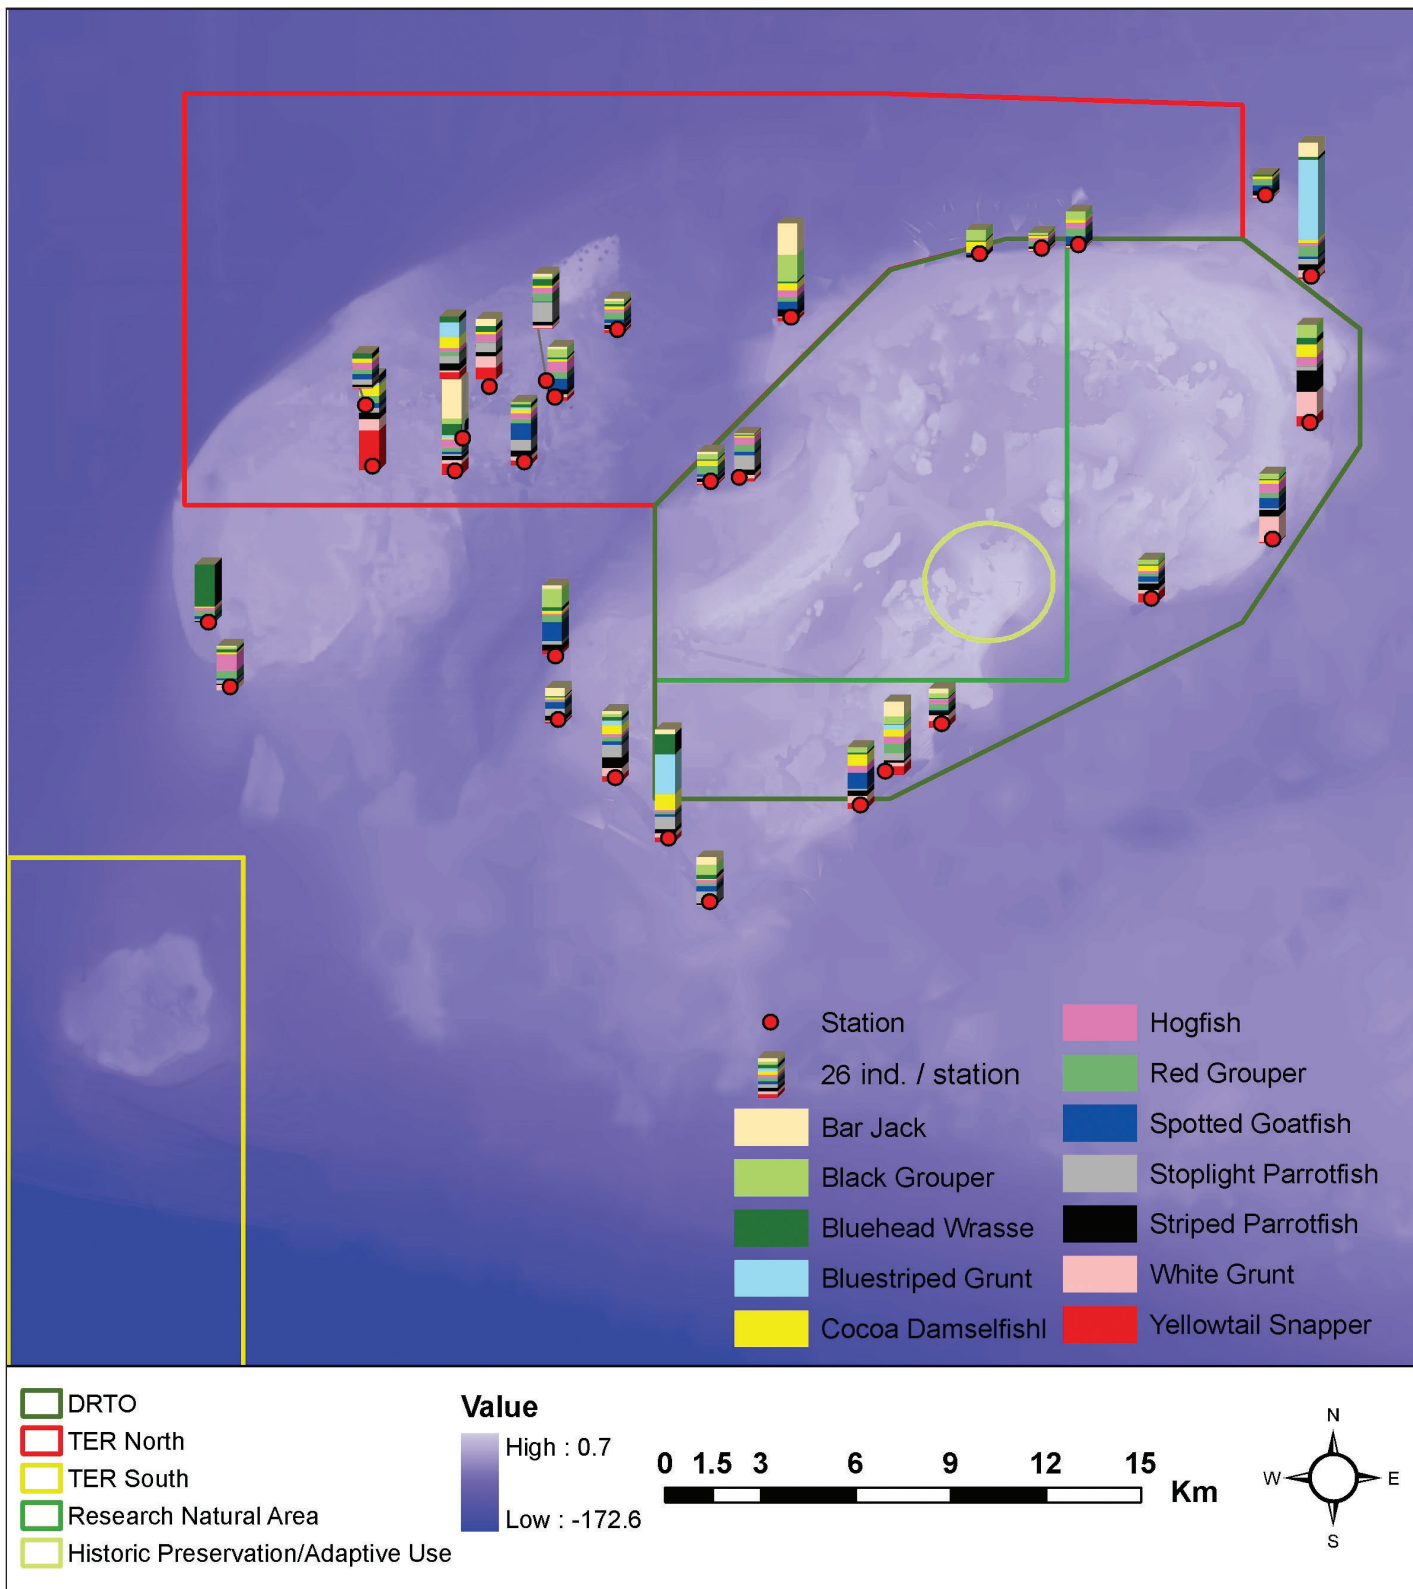 Station
26 ind. / station
Bar Jack
Black Grouper
Bluehead Wrasse
Bluestriped Grunt
Cocoa Damselfishl
Hogfish
Red Grouper
Spotted Goatfish
Stoplight Parrotfish
Striped Parrotfish
White Grunt
Yellowtail Snapper
DRTO
TER North
TER South
Research Natural Area
Historic Preservation/Adaptive Use
Value
High : 0.7
Low : -172.6
0 1.5 3 6 9 12 15
Km
N
W E
S